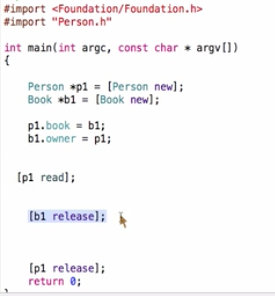 #import <Foundation/Foundation.h>
#import "Person.h"
int main(int argc, const char * argv[])
{
Person *p1 = [Person new];
Book *b1 = [Book new];
p1.book = b1;
b1.owner = p1;
[p1 read];
[b1 release];
[p1 release];
return 0;
}